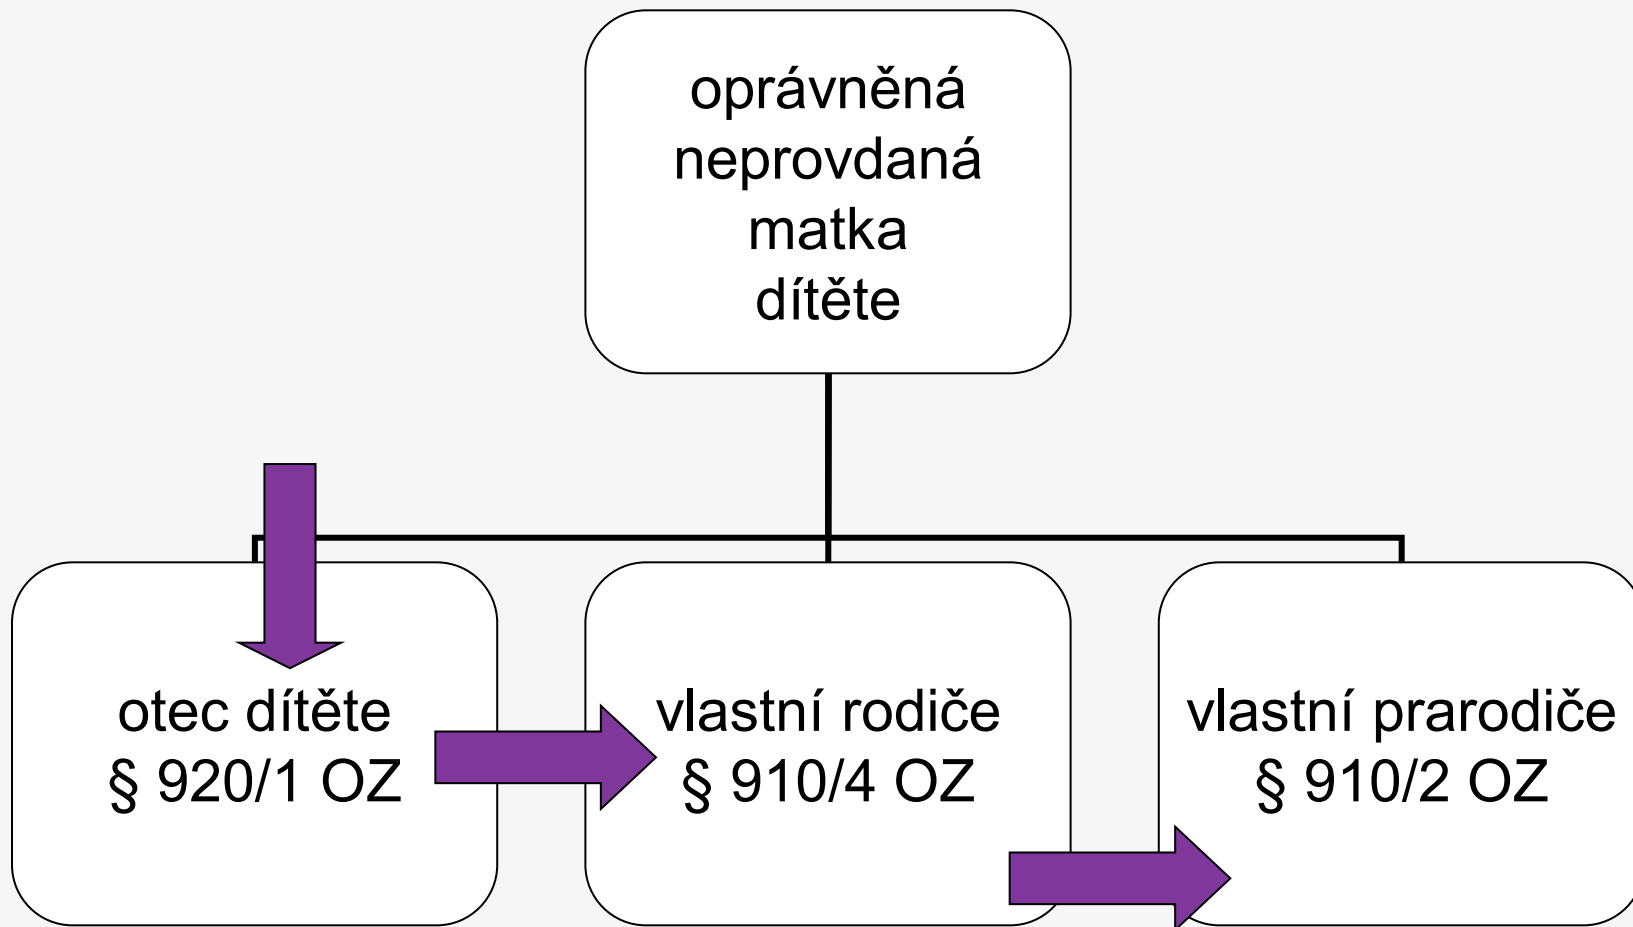 oprávněná
neprovdaná
matka
dítěte
otec dítěte
§ 920/1 OZ
vlastní rodiče
§ 910/4 OZ
vlastní prarodiče
§ 910/2 OZ